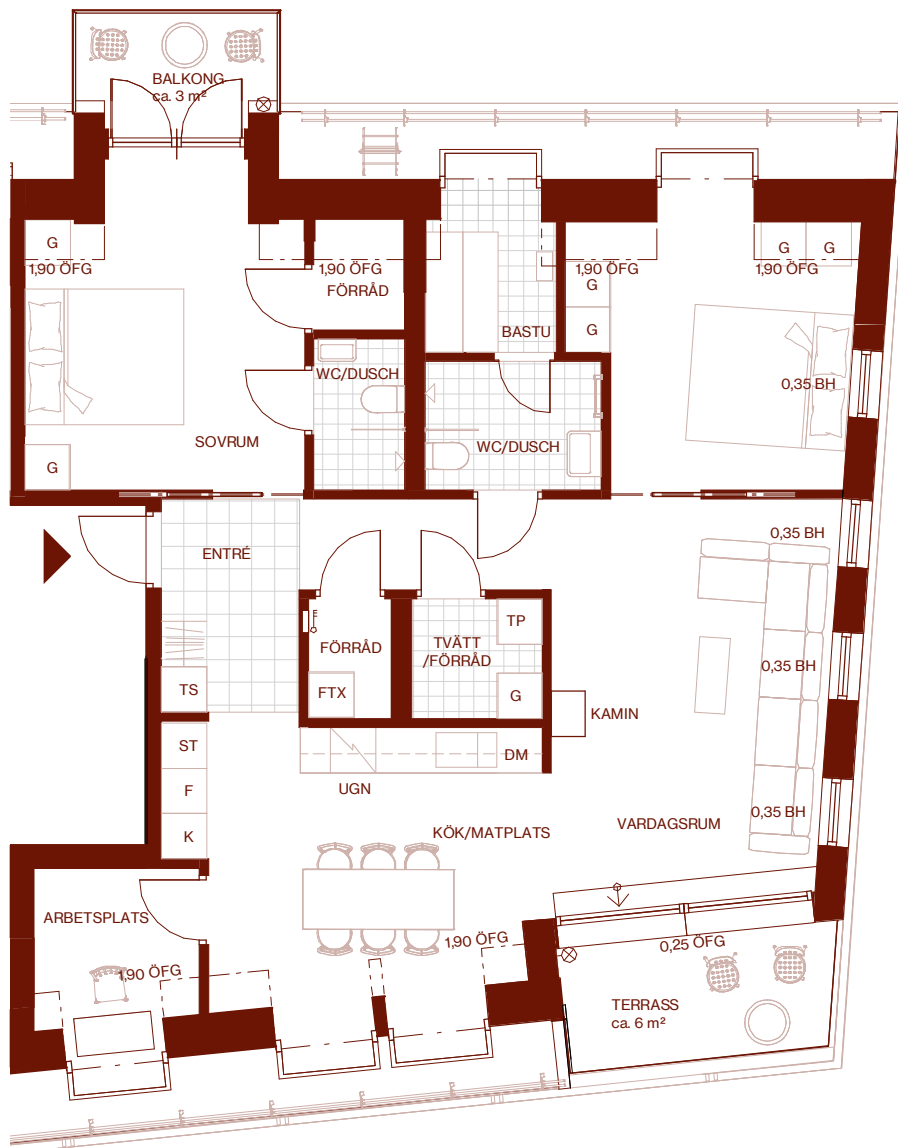 BALKONG
ca. 3 m²
G
1,90 ÖFG
1,90 ÖFG
FÖRRÅD
G
G
1,90 ÖFG
1,90 ÖFG
G
G
BASTU
WC/DUSCH
0,35 BH
SOVRUM
WC/DUSCH
G
ENTRÉ
0,35 BH
TP
FÖRRÅD
TVÄTT
/FÖRRÅD
0,35 BH
TS
FTX
G
KAMIN
ST
DM
UGN
F
0,35 BH
VARDAGSRUM
K
KÖK/MATPLATS
ARBETSPLATS
1,90 ÖFG
0,25 ÖFG
1,90 ÖFG
TERRASS
ca. 6 m²